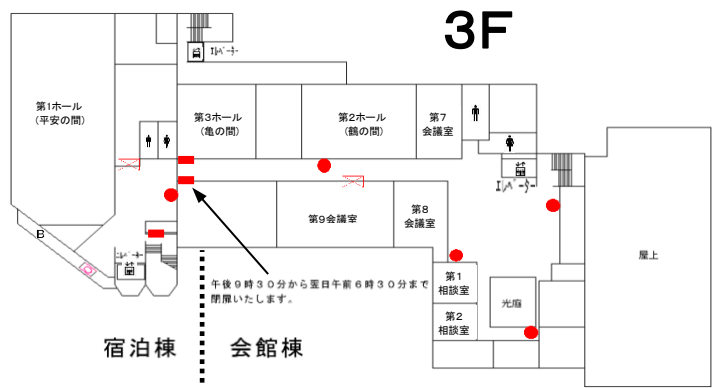 3F
エレベーター
第1ホール
(平安の間)
第3ホール
(亀の間)
第2ホール
(鶴の間)
第7
会議室
エレベーター
第9会議室
第8
会議室
B
エレベーター
屋上
午後9時30分から翌日午前6時30分まで
閉扉いたします。
第1
相談室
光庭
第2
相談室
宿泊棟
会館棟